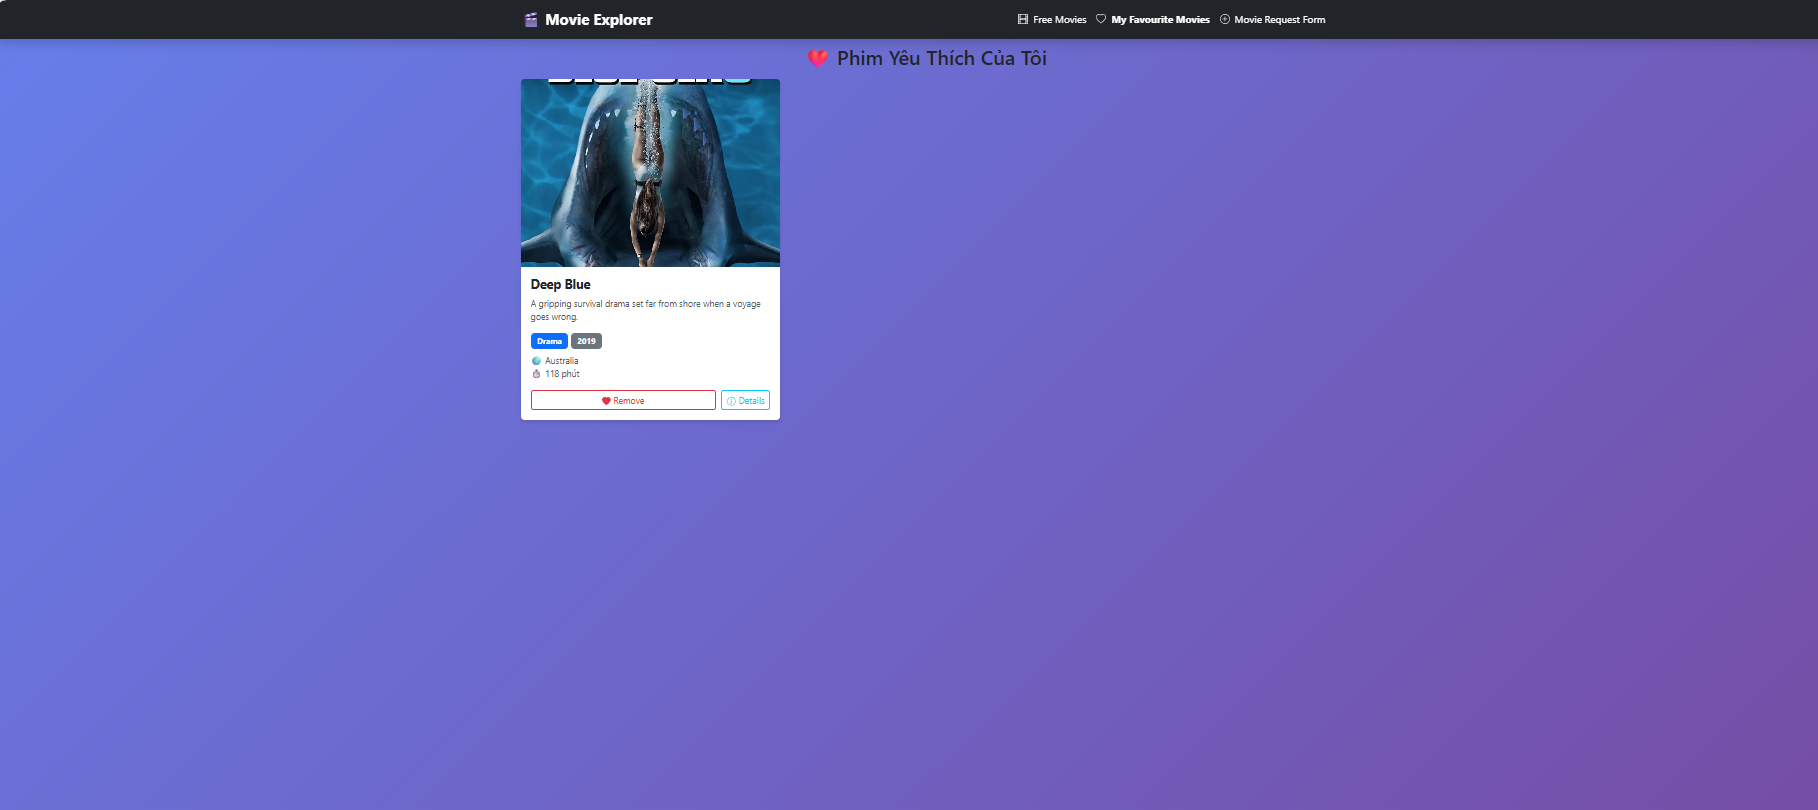 Movie Explorer
Free Movies
My Favourite Movies
Movie Request Form
Phim Yêu Thích Của Tôi
Deep Blue
A gripping survival drama set far from shore when a voyage
goes wrong.
Drama
2019
Australia
118 phút
Remove
Details